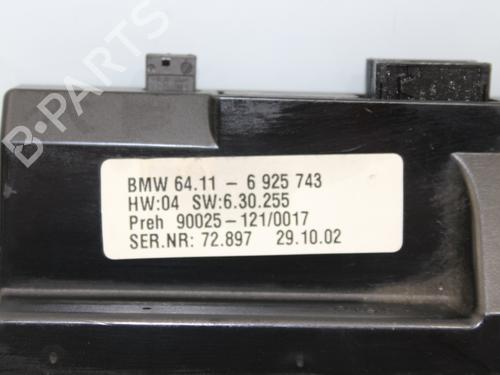 B-PARTS
BMW 64.11 - 6 925 743
HW:04 SW:6.30.255
Preh 90025-121/0017
SER.NR: 72.897 29.10.02